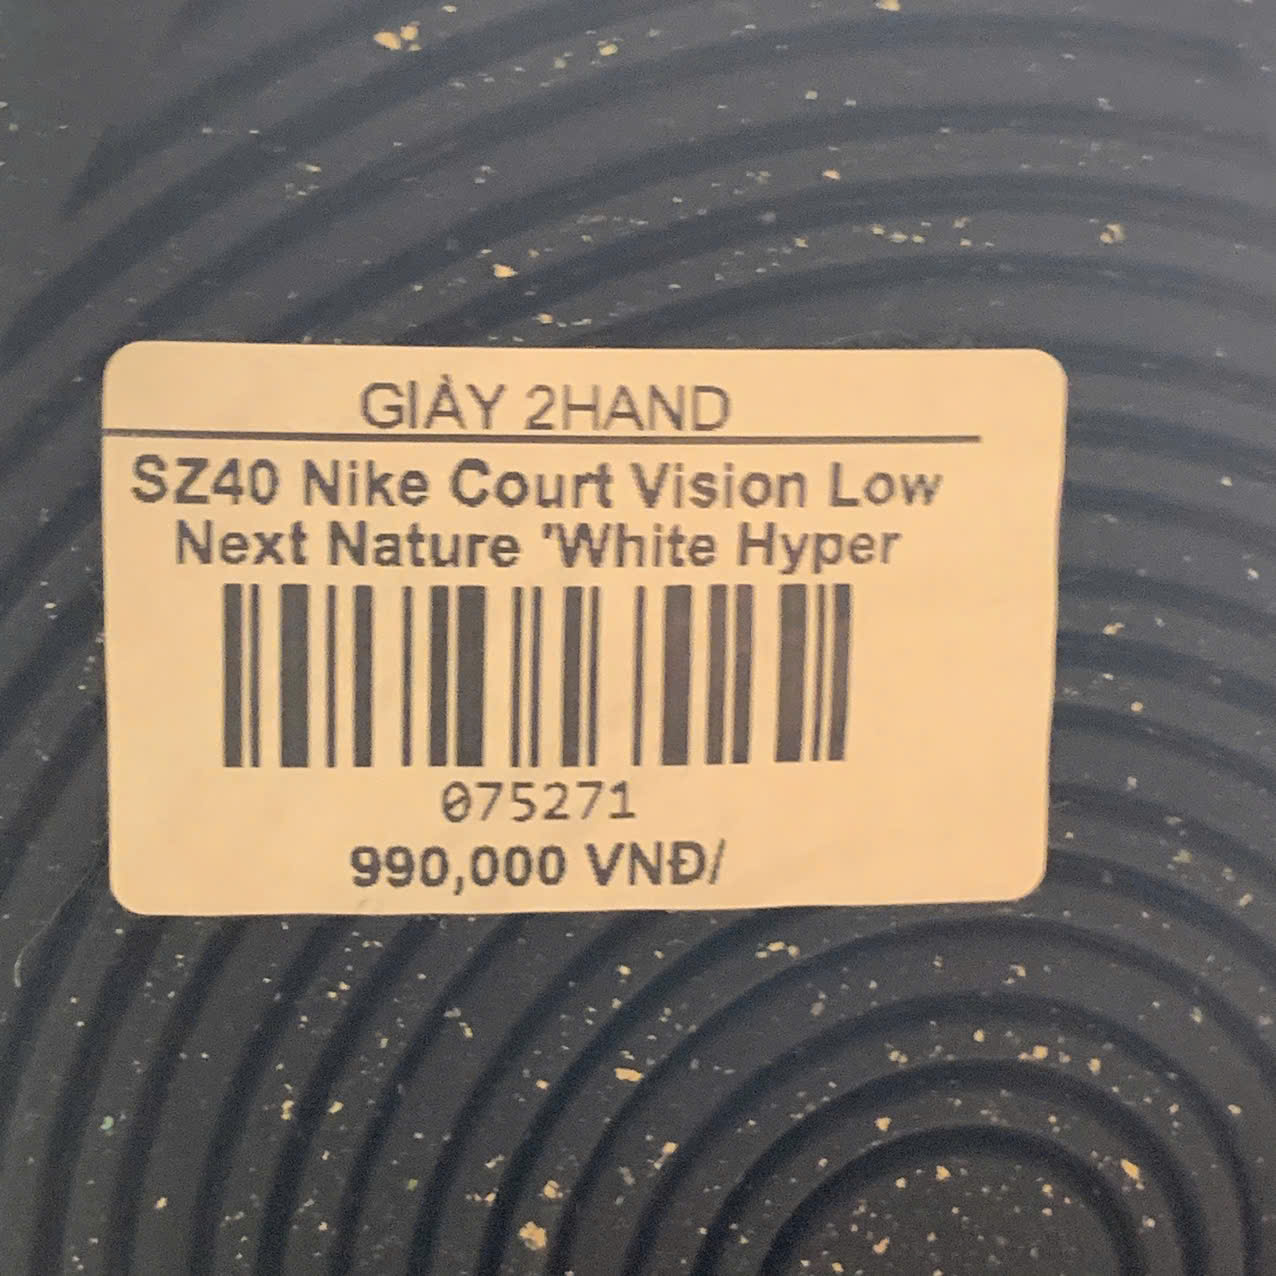 GIÀY 2HAND
SZ40 Nike Court Vision Low
Next Nature 'White Hyper
075271
990,000 VNĐ/